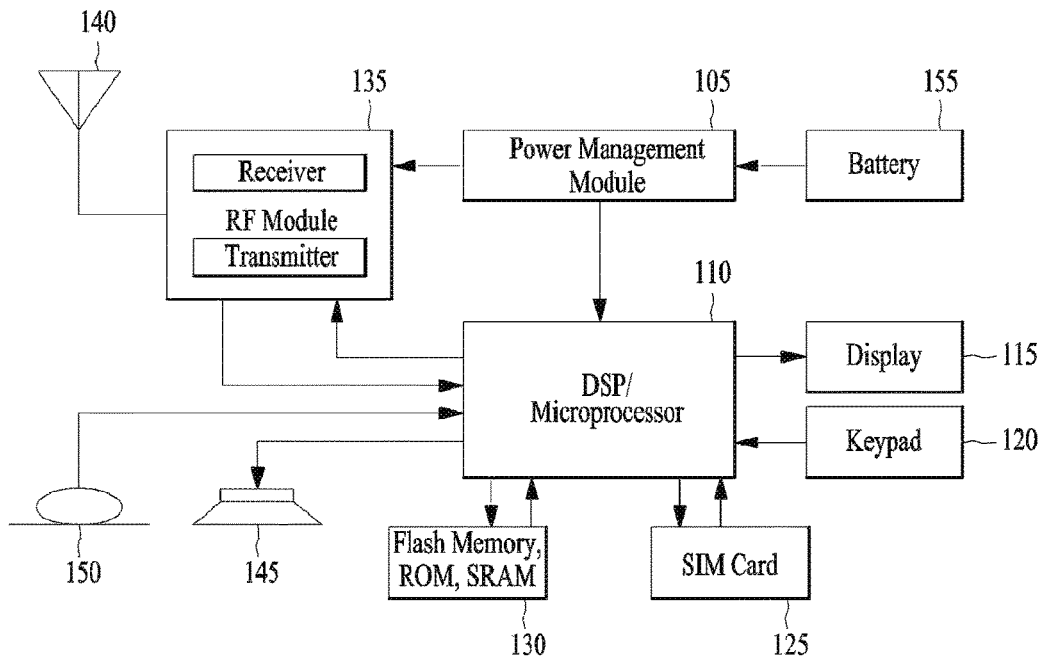 140
135
105
155
Receiver
RF Module
Transmitter
Power Management
Module
Battery
110
DSP/
Microprocessor
Display
115
Keypad
120
150
145
Flash Memory,
ROM, SRAM
130
SIM Card
125